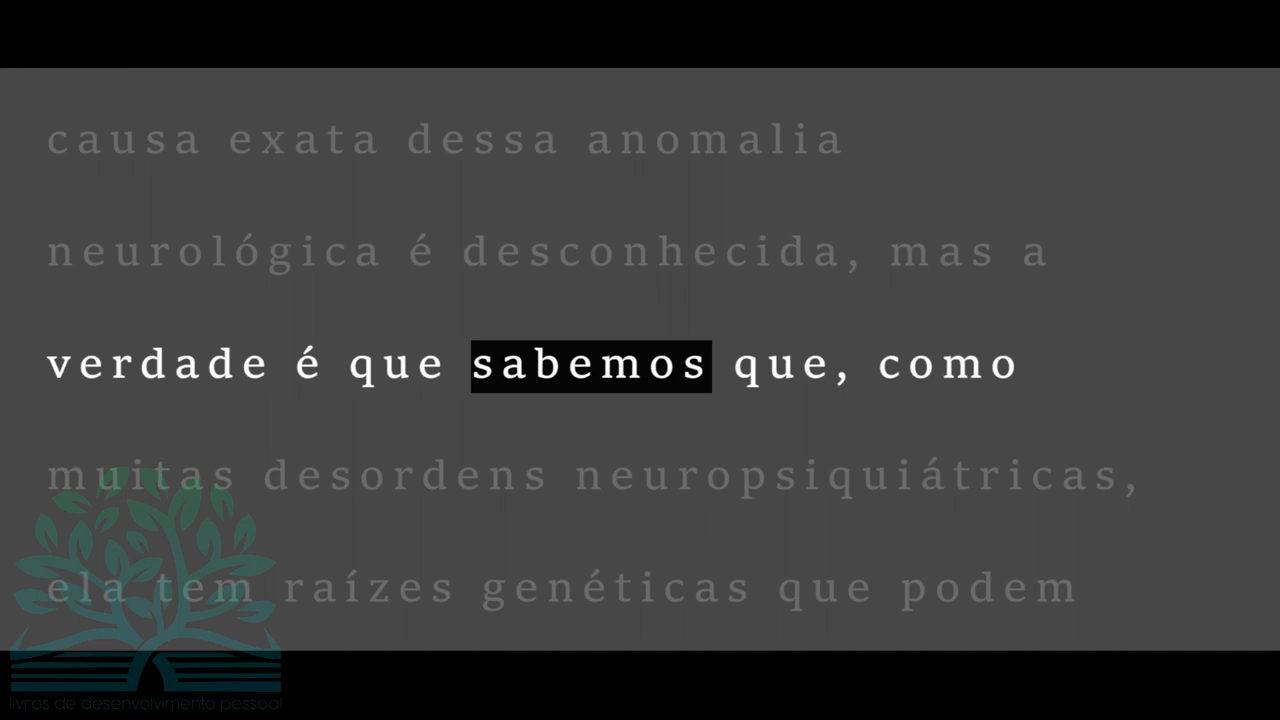 causa exata dessa anomalia
neurológica é desconhecida, mas a
verdade é que sabemos que, como
muitas desordens neuropsiquiátricas,
ela tem raízes genéticas que podem
livros de desenvolvimento pessoal